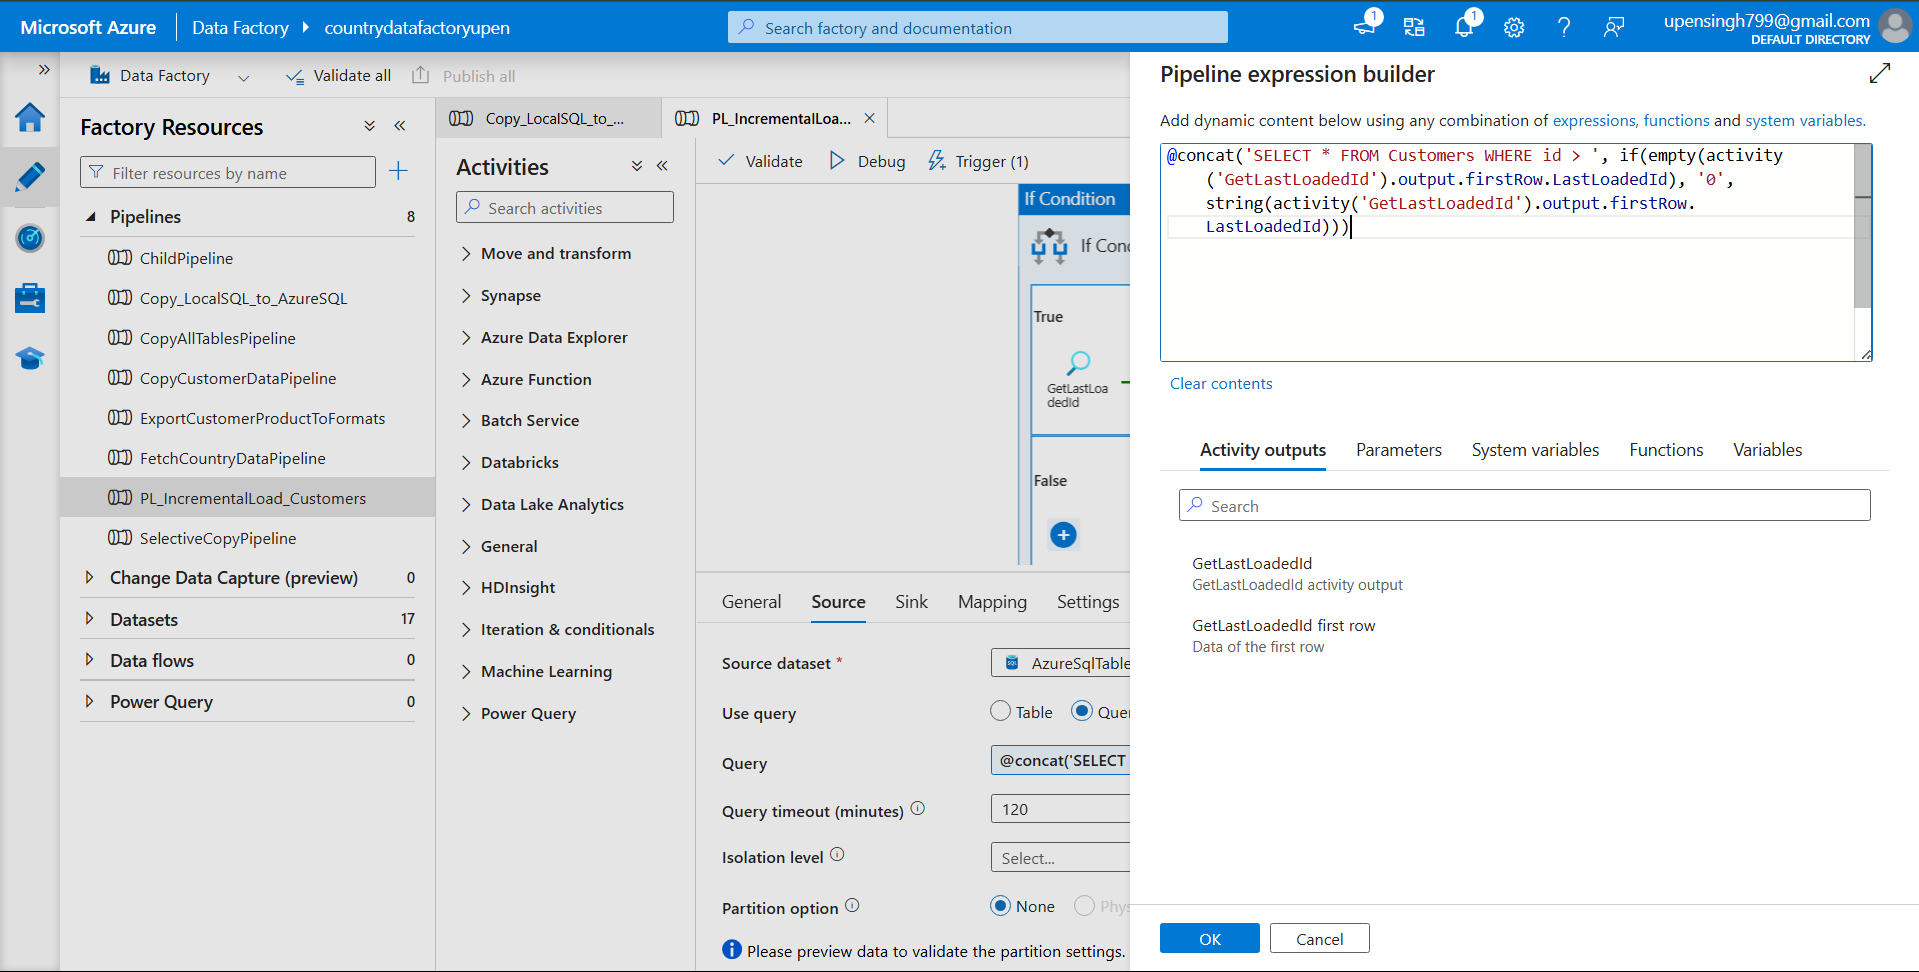 Microsoft Azure
Data Factory
countrydatafactoryupen
Search factory and documentation
1
1
upensingh799@gmail.com
DEFAULT DIRECTORY
Data Factory
Validate all
Publish all
Factory Resources
Filter resources by name
Pipelines
8
ChildPipeline
Copy_LocalSQL_to_AzureSQL
CopyAllTablesPipeline
CopyCustomerDataPipeline
ExportCustomerProductToFormats
FetchCountryDataPipeline
PL_IncrementalLoad_Customers
SelectiveCopyPipeline
Change Data Capture (preview)
0
Datasets
17
Data flows
0
Power Query
0
Copy_LocalSQL_to_...
PL_IncrementalLoa...
Activities
Search activities
Move and transform
Synapse
Azure Data Explorer
Azure Function
Batch Service
Databricks
Data Lake Analytics
General
HDInsight
Iteration & conditionals
Machine Learning
Power Query
Validate
Debug
Trigger (1)
If Condition
If Con
True
GetLastLoa
dedId
False
General
Source
Sink
Mapping
Settings
Source dataset *
SQL
AzureSqlTable
Use query
Table
Quer
Query
@concat('SELECT
Query timeout (minutes)
120
Isolation level
Select...
Partition option
None
Phys
Please preview data to validate the partition settings.
Pipeline expression builder
Add dynamic content below using any combination of expressions, functions and system variables.
@concat('SELECT * FROM Customers WHERE id > ', if(empty(activity
('GetLastLoadedId').output.firstRow.LastLoadedId), '0',
string(activity('GetLastLoadedId').output.firstRow.
LastLoadedId)))
Clear contents
Activity outputs
Parameters
System variables
Functions
Variables
Search
GetLastLoadedId
GetLastLoadedId activity output
GetLastLoadedId first row
Data of the first row
OK
Cancel